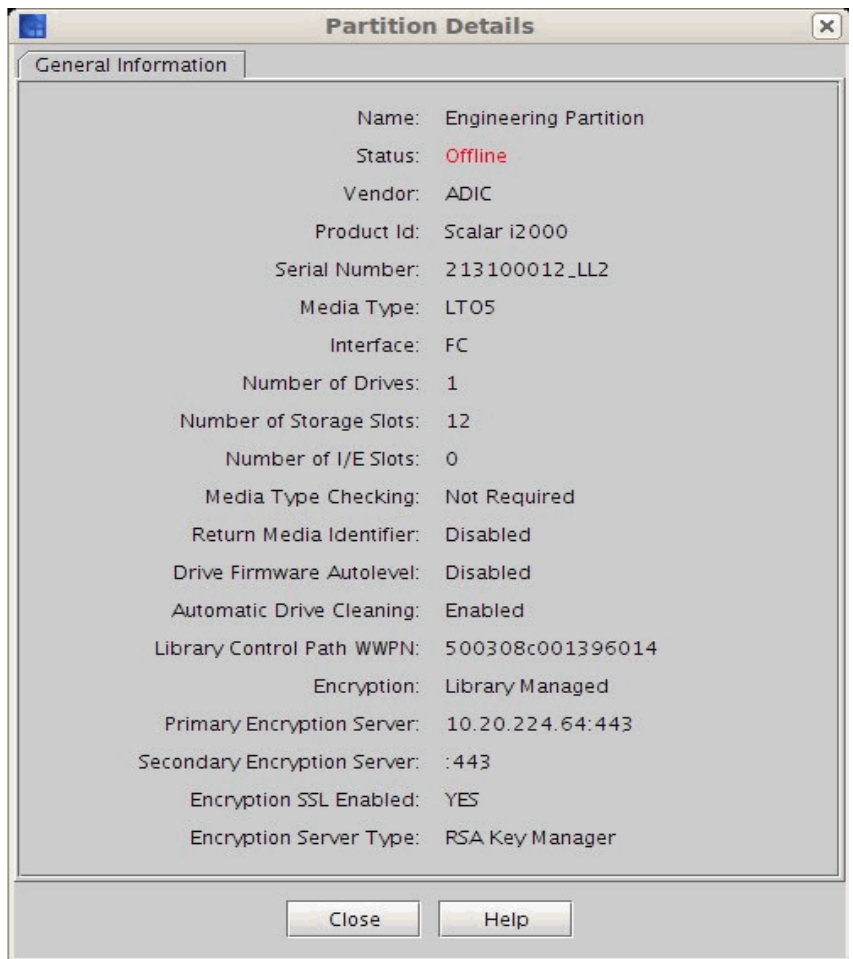 Partition Details
General Information
Name: Engineering Partition
Status: Offline
Vendor: ADIC
Product Id: Scalar i2000
Serial Number: 213100012_LL2
Media Type: LTO5
Interface: FC
Number of Drives: 1
Number of Storage Slots: 12
Number of I/E Slots: 0
Media Type Checking: Not Required
Return Media Identifier: Disabled
Drive Firmware Autolevel: Disabled
Automatic Drive Cleaning: Enabled
Library Control Path WWPN: 500308c001396014
Encryption: Library Managed
Primary Encryption Server: 10.20.224.64:443
Secondary Encryption Server: :443
Encryption SSL Enabled: YES
Encryption Server Type: RSA Key Manager
Close Help